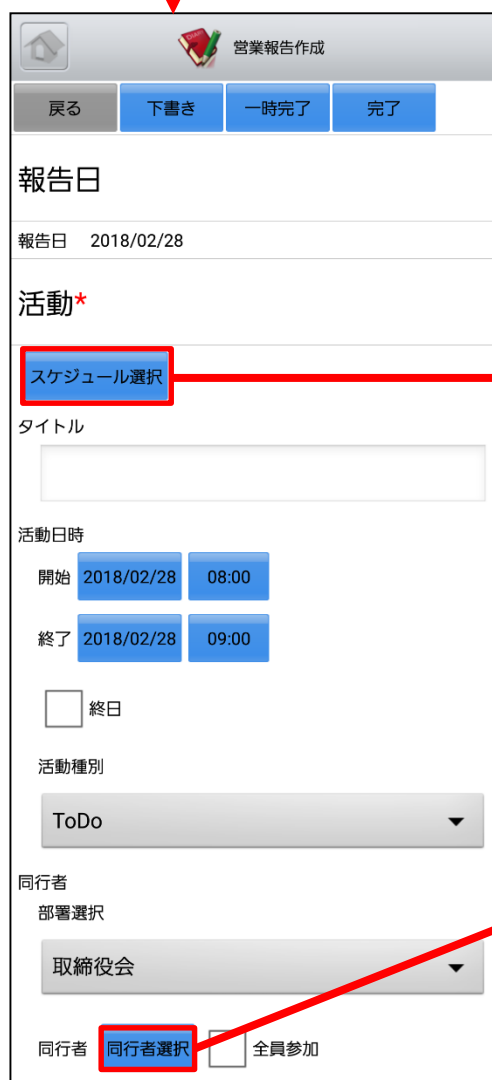 営業報告作成
戻る 下書き 一時完了 完了
報告日
報告日 2018/02/28
活動*
スケジュール選択
タイトル
活動日時
開始 2018/02/28 08:00
終了 2018/02/28 09:00
終日
活動種別
ToDo
同行者
部署選択
取締役会
同行者 同行者選択 全員参加